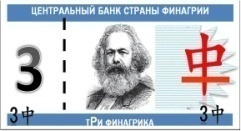 ЦЕНТРАЛЬНЫЙ БАНК СТРАНЫ ФИНАГРИИ
3
中
3中
3中
тРИ ФИНАГРИКА